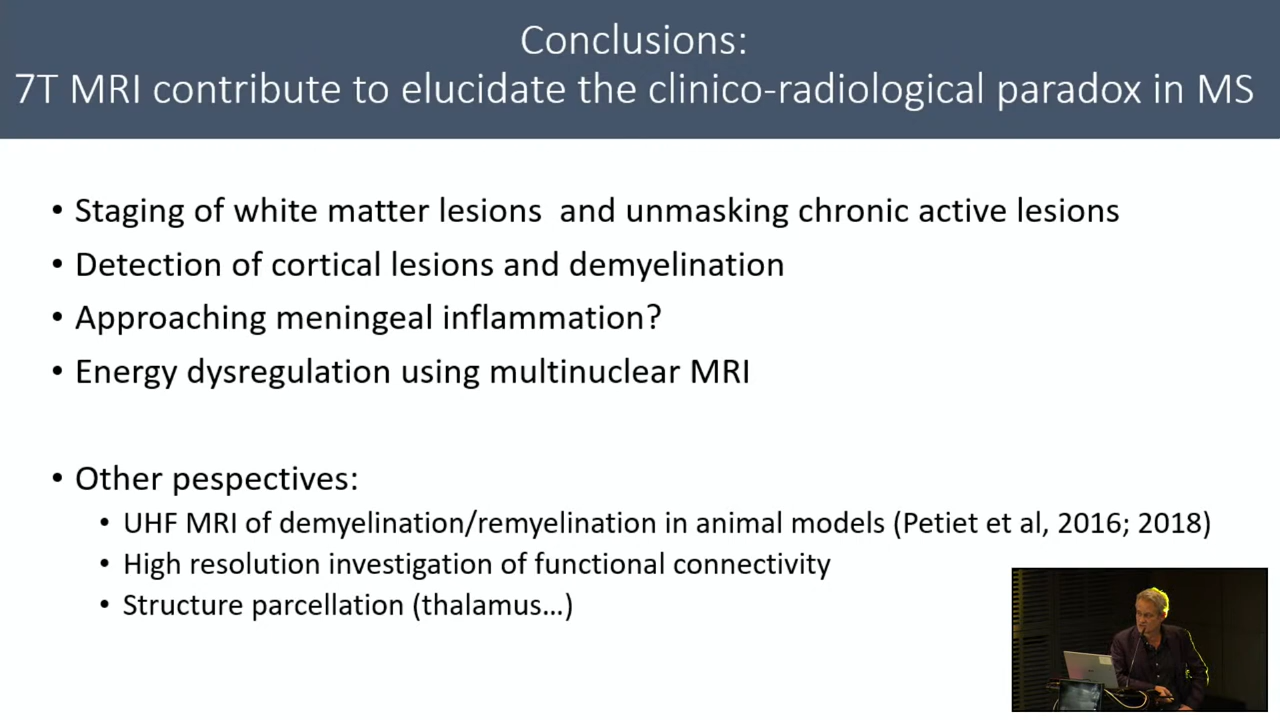 Conclusions:
7T MRI contribute to elucidate the clinico-radiological paradox in MS
• Staging of white matter lesions  and unmasking chronic active lesions
• Detection of cortical lesions and demyelination
• Approaching meningeal inflammation?
• Energy dysregulation using multinuclear MRI
• Other pespectives:
• UHF MRI of demyelination/remyelination in animal models (Petiet et al, 2016; 2018)
• High resolution investigation of functional connectivity
• Structure parcellation (thalamus…)